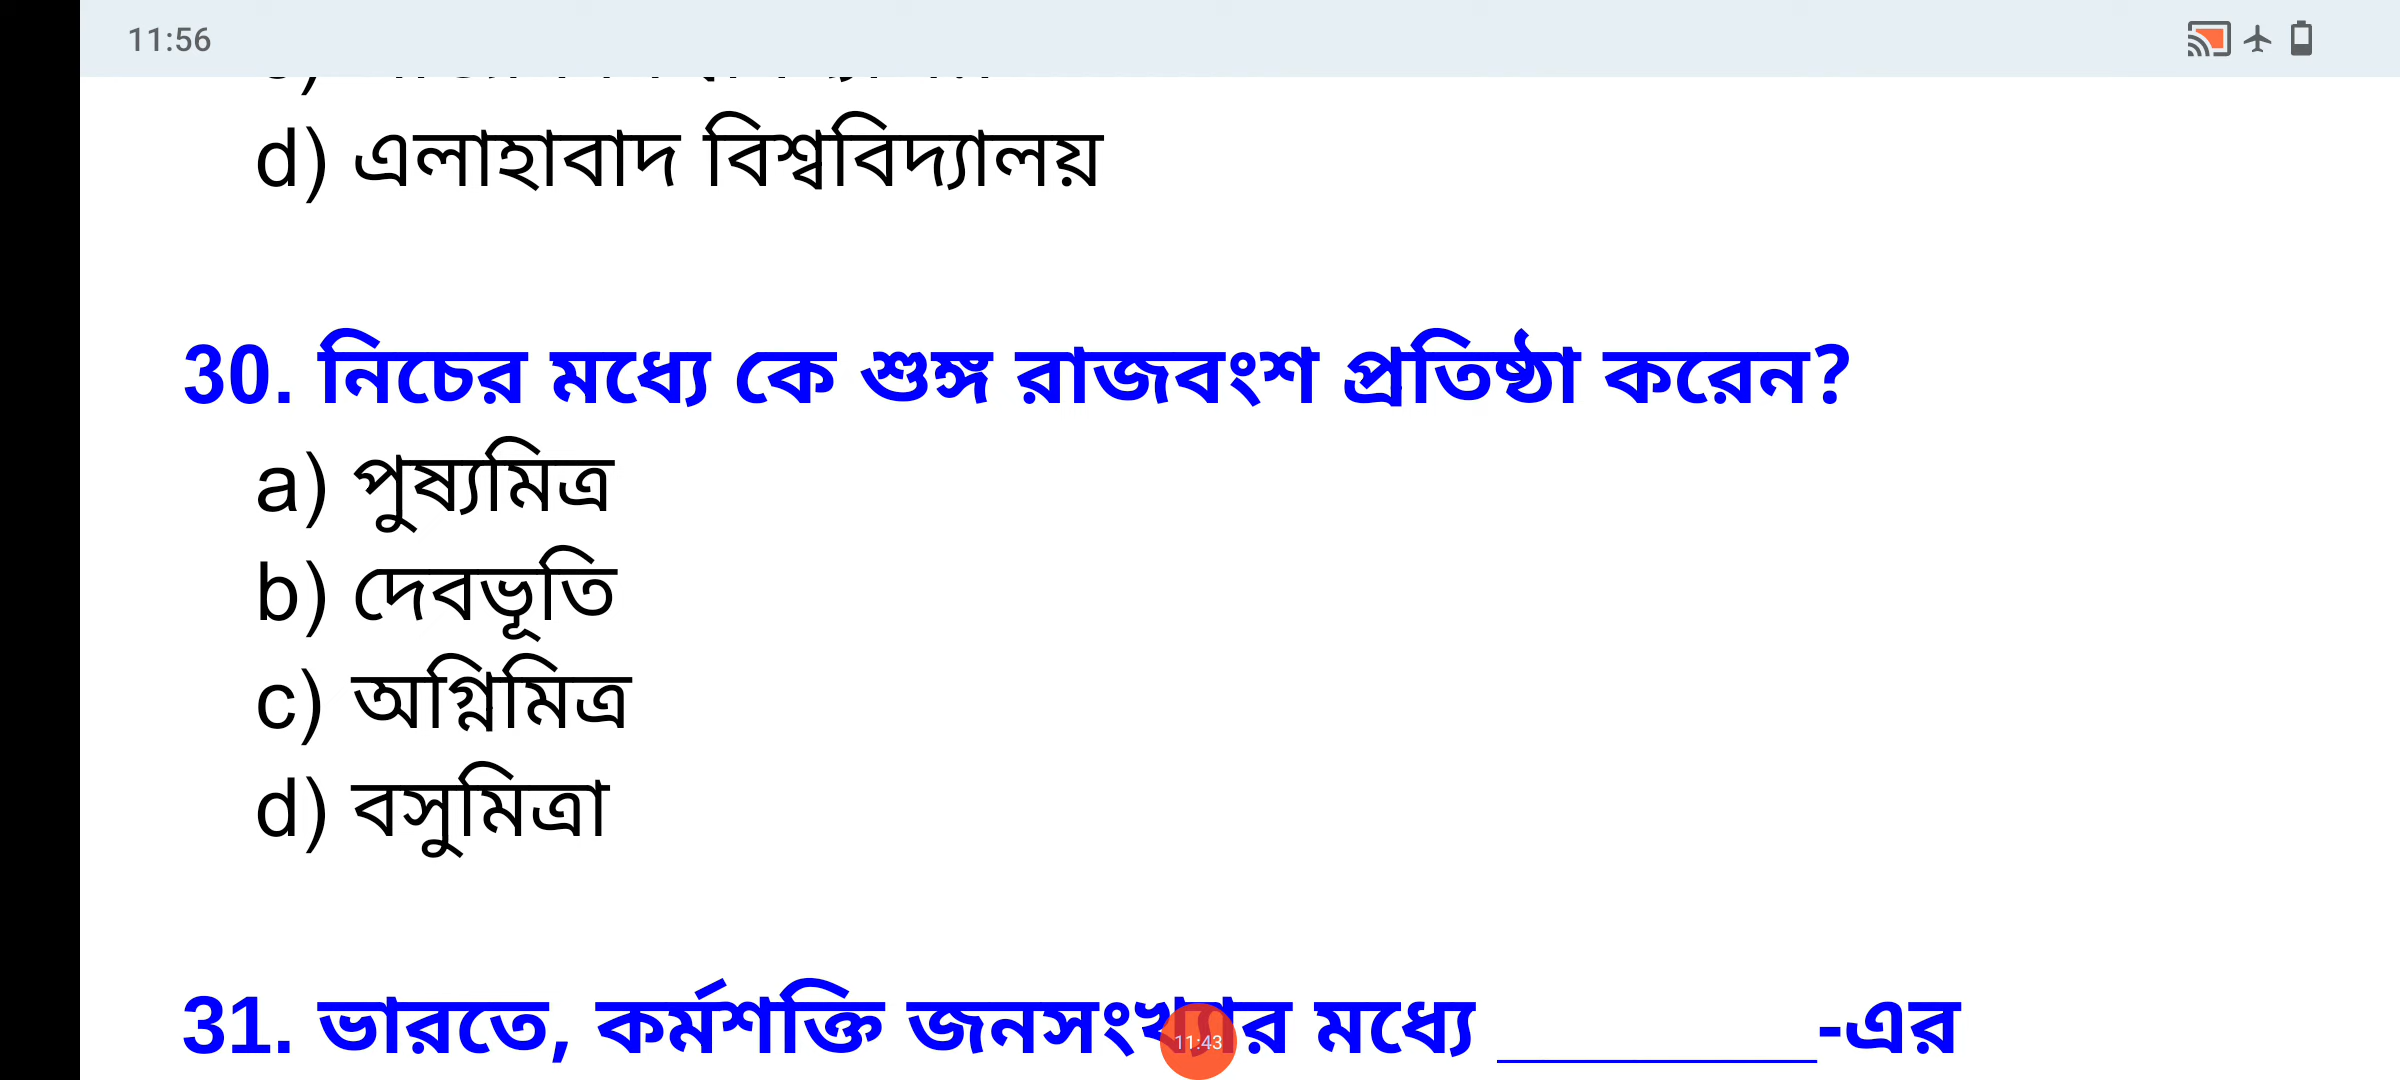 11:56
d) এলাহাবাদ বিশ্ববিদ্যালয়
30. নিচের মধ্যে কে শুঙ্গ রাজবংশ প্রতিষ্ঠা করেন?
a) পুষ্যমিত্র
b) দেবভূতি
c) অগ্নিমিত্র
d) বসুমিত্রা
31. ভারতে, কর্মশক্তি জনসংখ্যার মধ্যে ________-এর
11:43